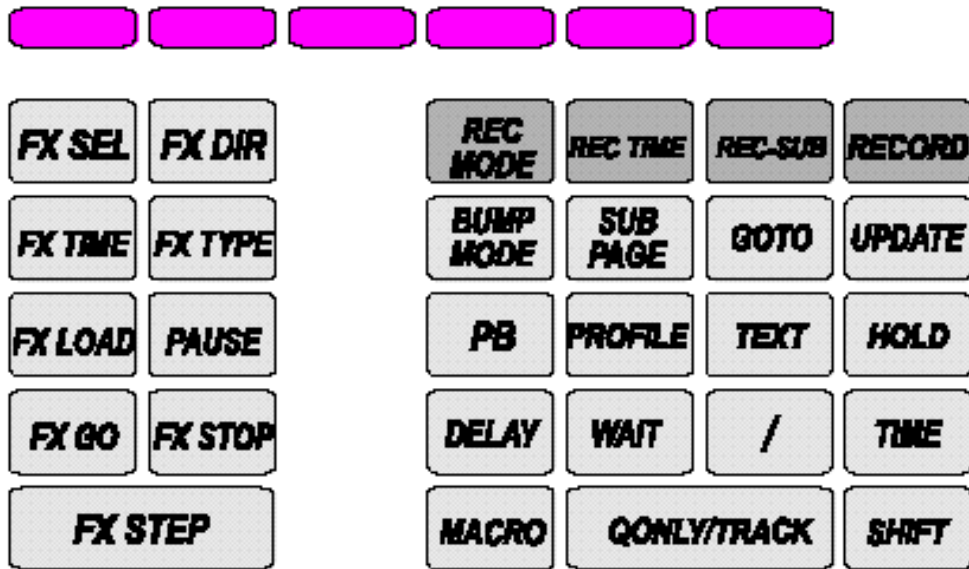 FX SEL
FX DIR
REC
MODE
REC TIME
REC-SUB
RECORD
FX TIME
FX TYPE
BUMP
MODE
SUB
PAGE
GOTO
UPDATE
FX LOAD
PAUSE
PB
PROFILE
TEXT
HOLD
FX GO
FX STOP
DELAY
WAIT
/
TIME
FX STEP
MACRO
QONLY/TRACK
SHIFT